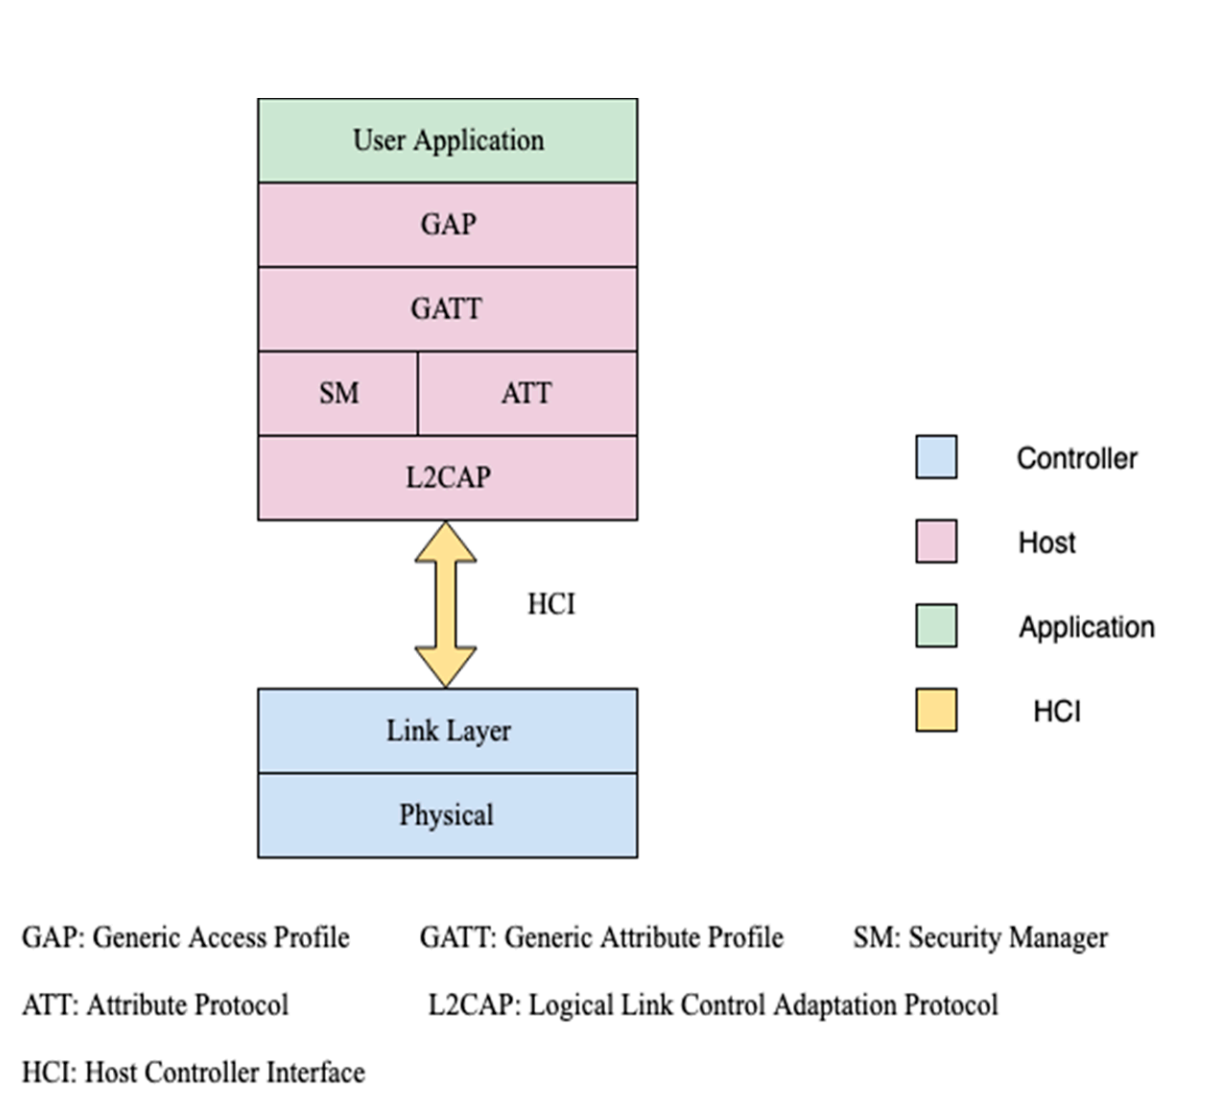 User Application
GAP
GATT
SM ATT
L2CAP
HCI
Link Layer
Physical
Controller
Host
Application
HCI
GAP: Generic Access Profile GATT: Generic Attribute Profile SM: Security Manager
ATT: Attribute Protocol L2CAP: Logical Link Control Adaptation Protocol
HCI: Host Controller Interface